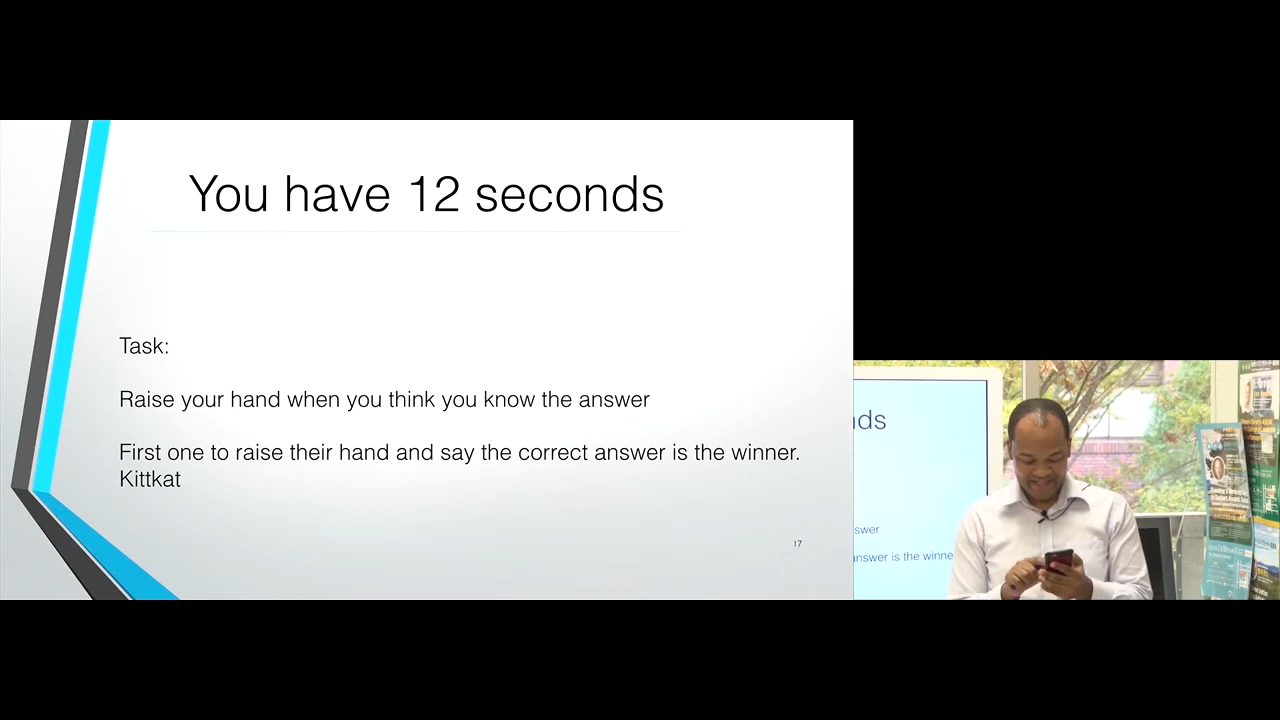 You have 12 seconds
Task:
Raise your hand when you think you know the answer
First one to raise their hand and say the correct answer is the winner.
Kittkat
17
nds
swer
answer is the winne